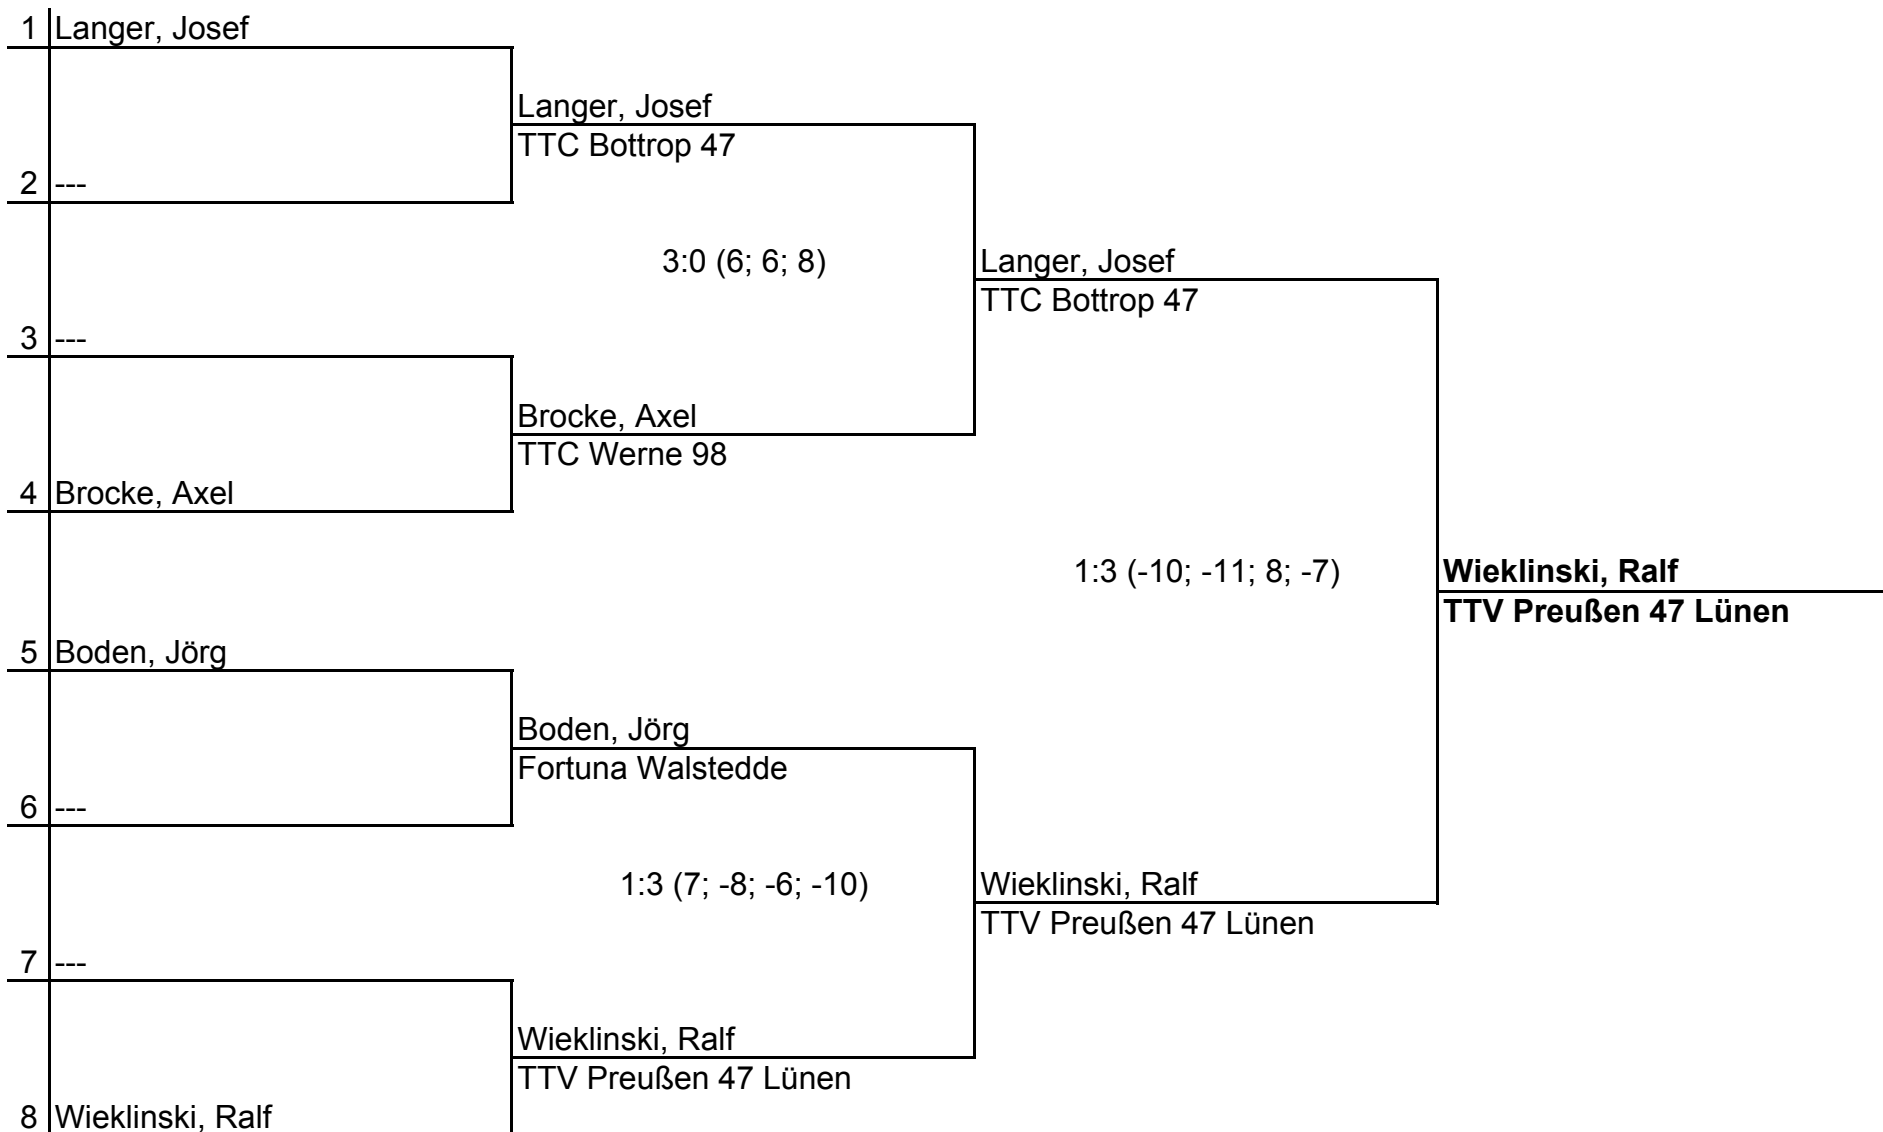 1 Langer, Josef
Langer, Josef
TTC Bottrop 47
2 ---
3:0 (6; 6; 8)
Langer, Josef
TTC Bottrop 47
3 ---
Brocke, Axel
TTC Werne 98
4 Brocke, Axel
1:3 (-10; -11; 8; -7)
Wieklinski, Ralf
TTV Preußen 47 Lünen
5 Boden, Jörg
Boden, Jörg
Fortuna Walstedde
6 ---
1:3 (7; -8; -6; -10)
Wieklinski, Ralf
TTV Preußen 47 Lünen
7 ---
Wieklinski, Ralf
TTV Preußen 47 Lünen
8 Wieklinski, Ralf